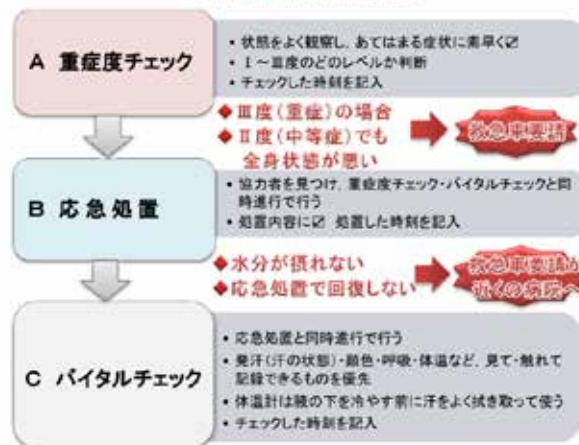 A 重症度チェック
• 状態をよく観察し、あてはまる症状に素早く☑
• Ⅰ～Ⅲ度のどのレベルか判断
• チェックした時刻を記入
◆Ⅲ度(重症)の場合
◆Ⅱ度(中等症)でも
全身状態が悪い
救急車要請
B 応急処置
• 協力者を見つけ、重症度チェック・バイタルチェックと同
時進行で行う
• 処置内容に☑ 処置した時刻を記入
◆水分が摂れない
◆応急処置で回復しない
救急車要請か
近くの病院へ
C バイタルチェック
• 応急処置と同時進行で行う
• 発汗(汗の状態)・顔色・呼吸・体温など、見て・触れて
記録できるものを優先
• 体温計は腋の下を冷やす前に汗をよく拭き取って使う
• チェックした時刻を記入